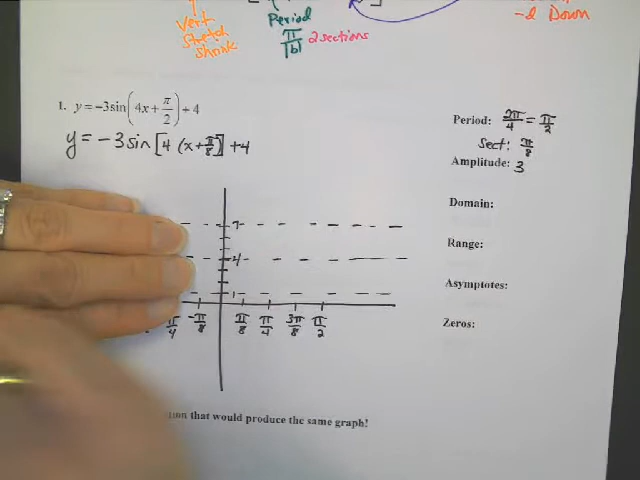 Vert
Stretch
Shrink
Period
π/|b| 2 sections
-d Down
1. y = -3sin(4x + π/2) + 4
y = -3 sin [4 (x + π/8)] + 4
Period: 2π/4 = π/2
Sect: π/8
Amplitude: 3
Domain:
Range:
Asymptotes:
Zeros:
7
4
1
π/4 -π/8 π/8 π/4 3π/8 π/2
that would produce the same graph!